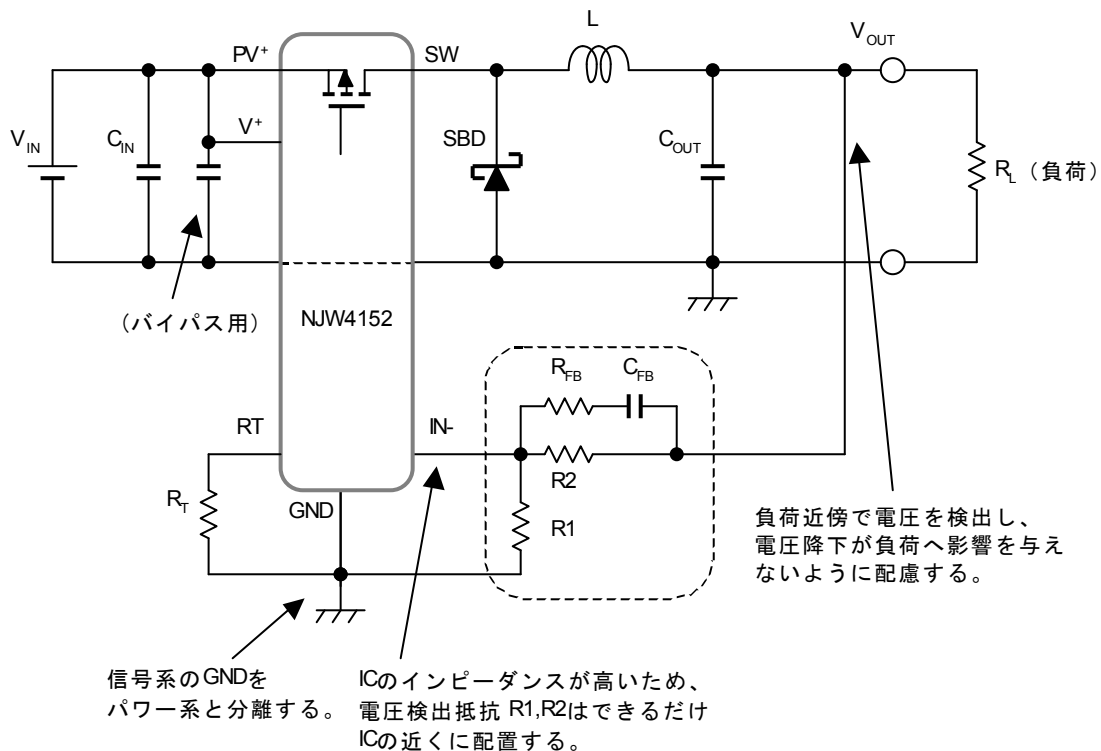 L
V_OUT
PV+
SW
V+
V_IN
C_IN
SBD
C_OUT
R_L（負荷）
（バイパス用）
NJW4152
R_FB
C_FB
RT
IN-
R2
R_T
GND
R1
負荷近傍で電圧を検出し、
電圧降下が負荷へ影響を与え
ないように配慮する。
信号系のGNDを
パワー系と分離する。
ICのインピーダンスが高いため、
電圧検出抵抗 R1,R2はできるだけ
ICの近くに配置する。